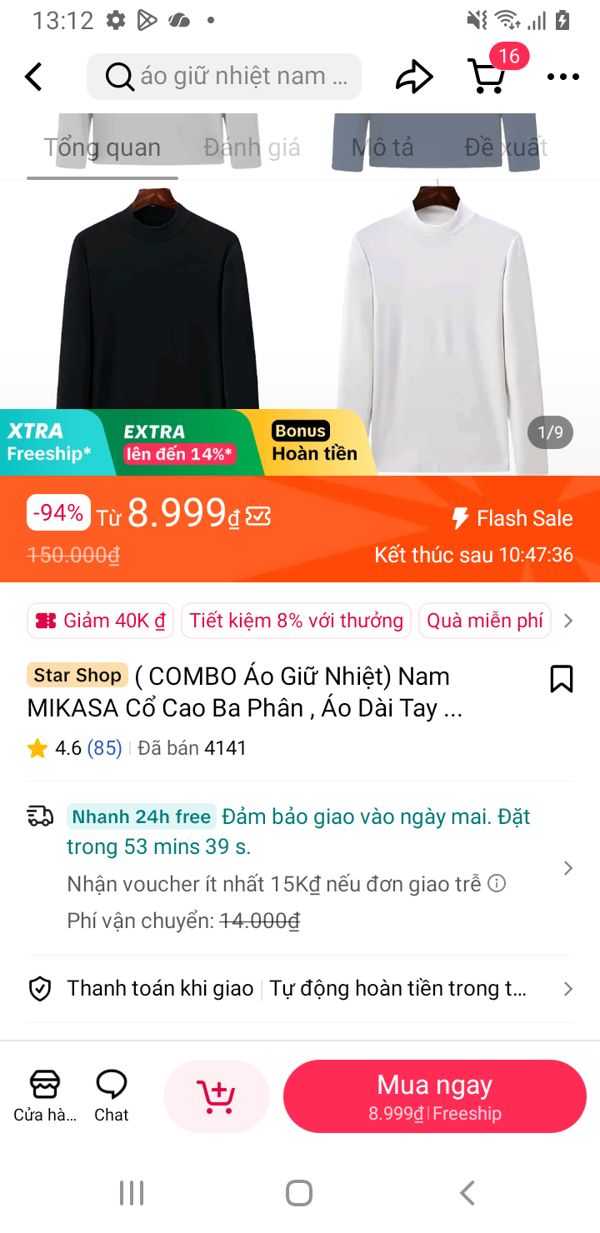 13:12
16
áo giữ nhiệt nam ...
Tổng quan
Đánh giá
Mô tả
Đề xuất
XTRA
Freeship*
EXTRA
lên đến 14%*
Bonus
Hoàn tiền
1/9
-94% Từ 8.999₫
Flash Sale
150.000₫
Kết thúc sau 10:47:36
Giảm 40K ₫
Tiết kiệm 8% với thưởng
Quà miễn phí
Star Shop ( COMBO Áo Giữ Nhiệt) Nam
MIKASA Cổ Cao Ba Phân , Áo Dài Tay ...
4.6 (85) Đã bán 4141
Nhanh 24h free Đảm bảo giao vào ngày mai. Đặt
trong 53 mins 39 s.
Nhận voucher ít nhất 15K₫ nếu đơn giao trễ
Phí vận chuyển: 14.000₫
Thanh toán khi giao | Tự động hoàn tiền trong t...
Cửa hà...
Chat
Mua ngay
8.999₫ | Freeship